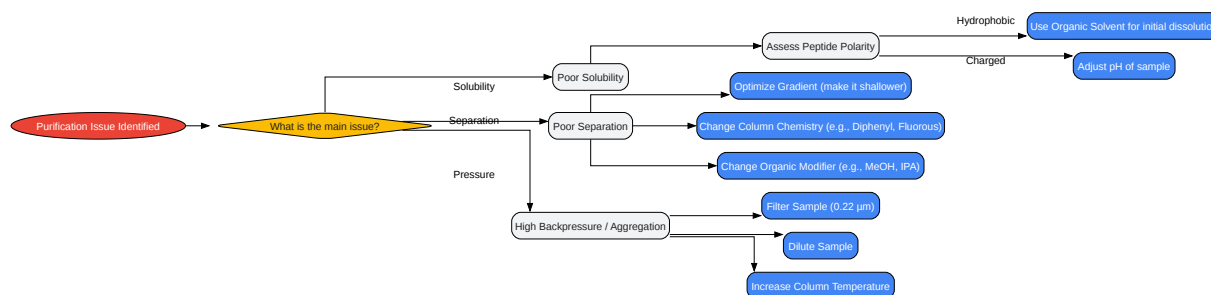 Purification Issue Identified
What is the main issue?
Solubility
Separation
Pressure
Poor Solubility
Poor Separation
High Backpressure / Aggregation
Assess Peptide Polarity
Hydrophobic
Charged
Use Organic Solvent for initial dissolutio
Adjust pH of sample
Optimize Gradient (make it shallower)
Change Column Chemistry (e.g., Diphenyl, Fluorous)
Change Organic Modifier (e.g., MeOH, IPA)
Filter Sample (0.22 µm)
Dilute Sample
Increase Column Temperature